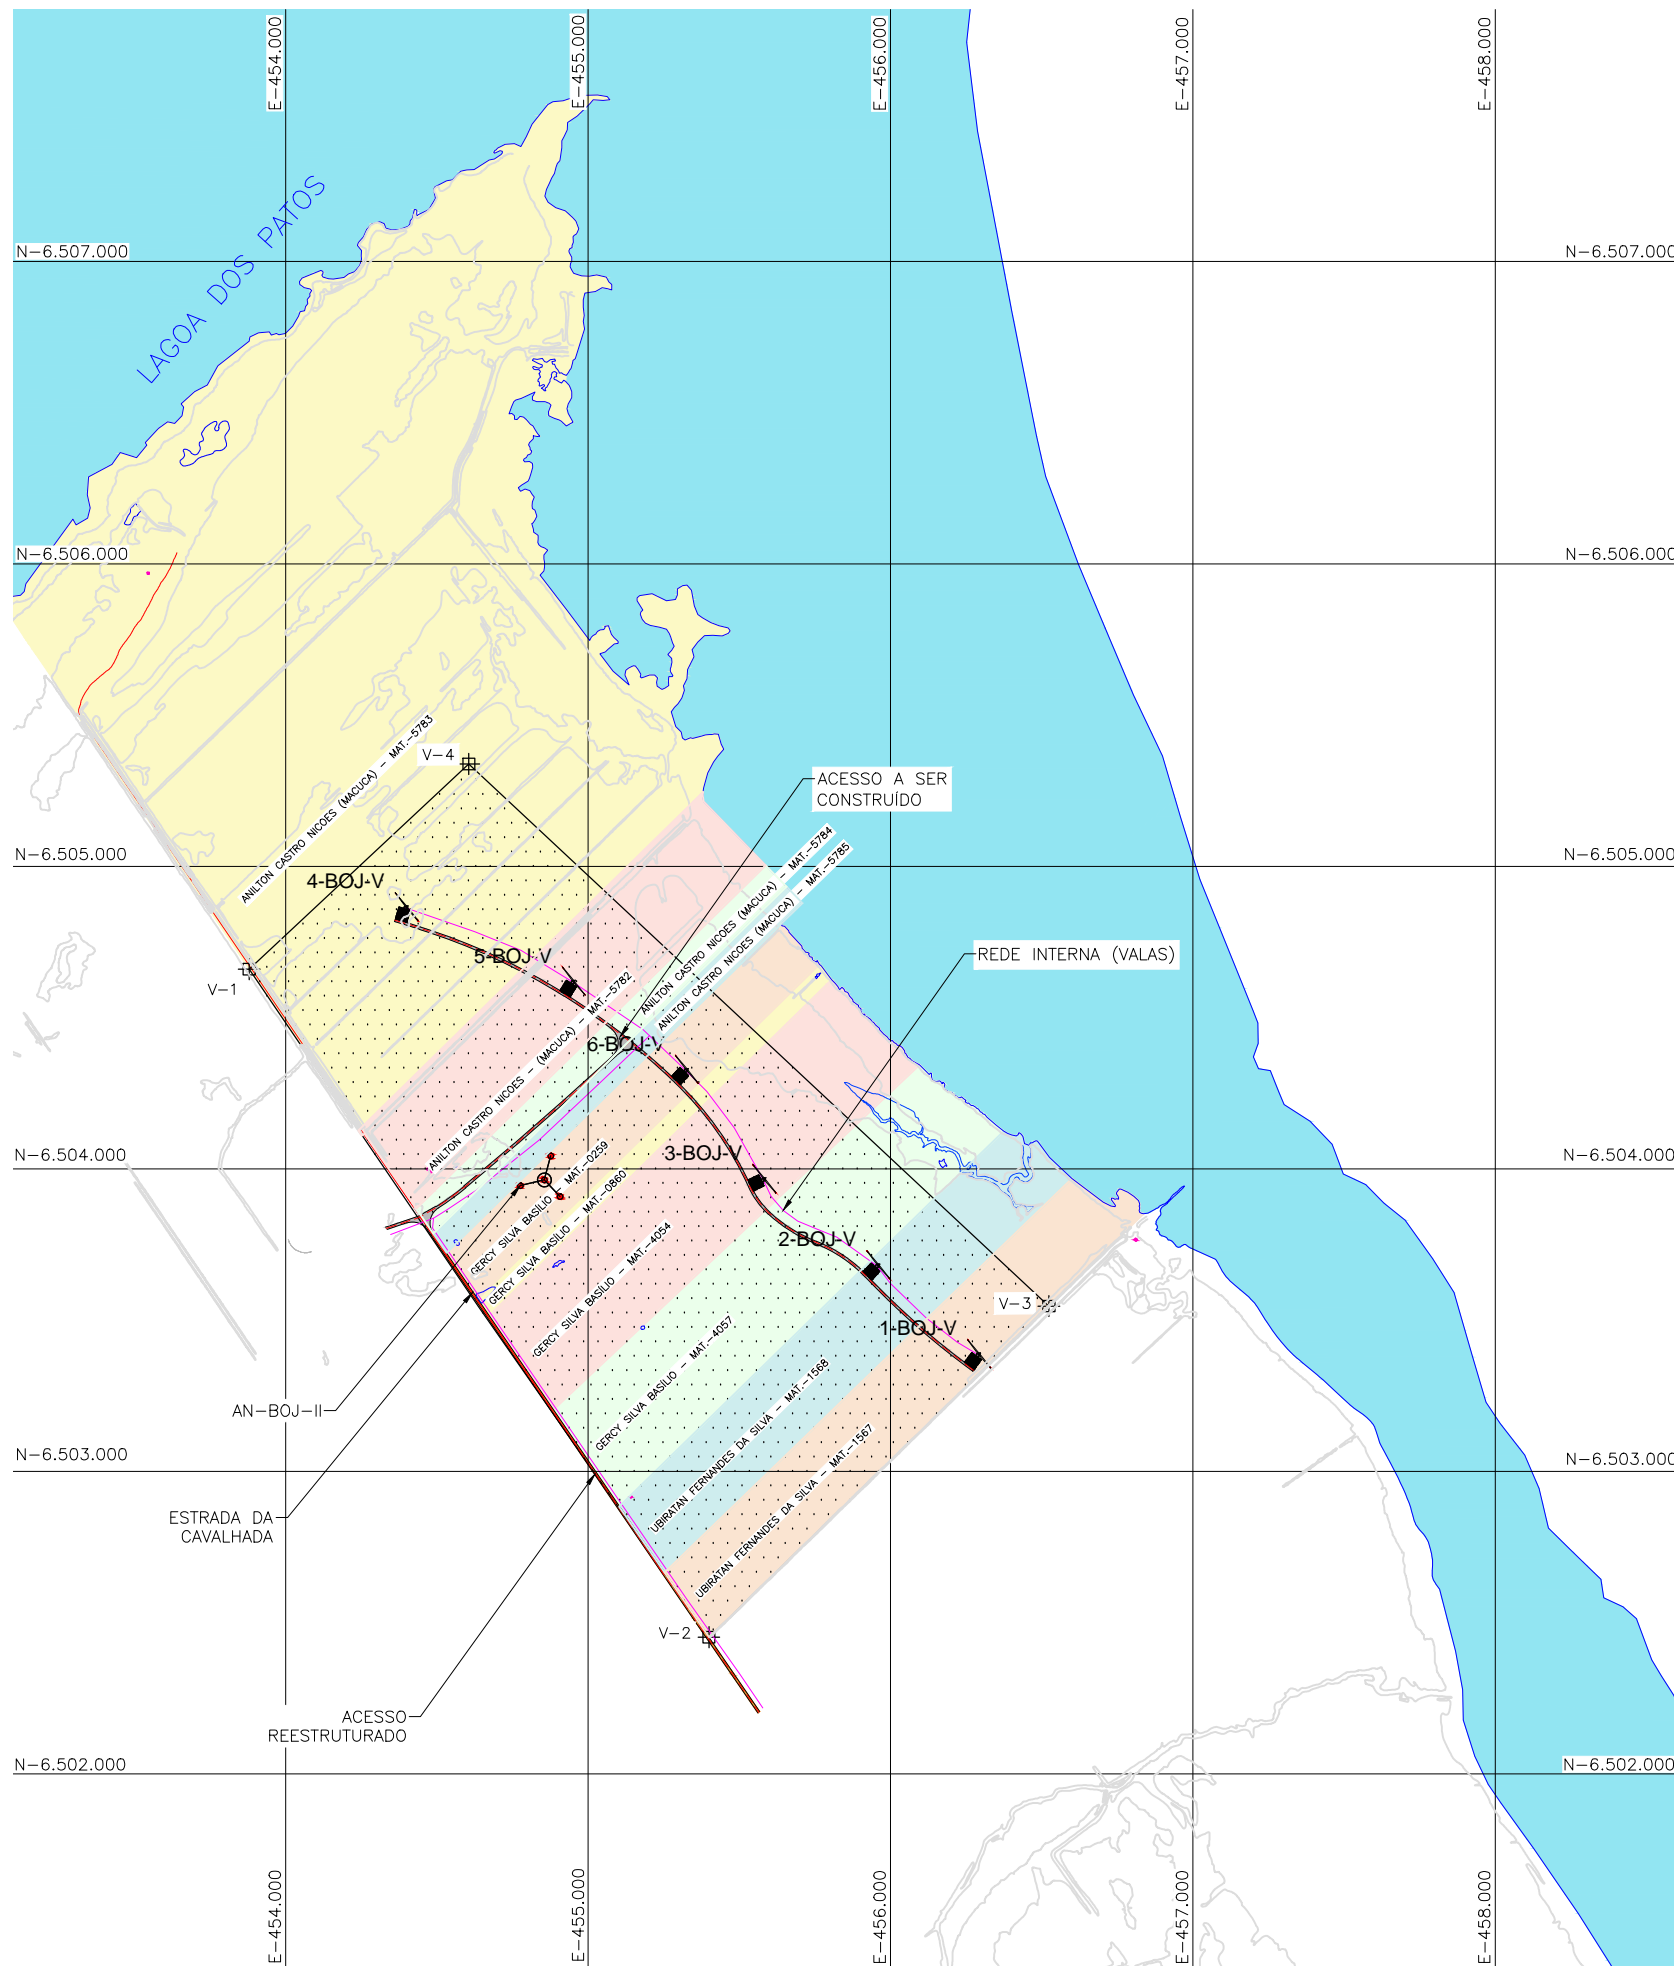 E-454.000
E-455.000
E-456.000
E-457.000
E-458.000
LAGOA DOS PATOS
N-6.507.000
N-6.507.000
N-6.506.000
N-6.506.000
ANILTON CASTRO NICOES (MACUCA) - MAT.-5783
V-4
ACESSO A SER
CONSTRUÍDO
N-6.505.000
N-6.505.000
4-BOJ-V
ANILTON CASTRO NICOES (MACUCA) - MAT.-5784
ANILTON CASTRO NICOES (MACUCA) - MAT.-5785
5-BOJ-V
REDE INTERNA (VALAS)
V-1
ANILTON CASTRO NICOES - (MACUCA) - MAT.-5782
6-BOJ-V
N-6.504.000
N-6.504.000
3-BOJ-V
GERCY SILVA BASÍLIO - MAT.-0259
GERCY SILVA BASÍLIO - MAT.-0860
GERCY SILVA BASÍLIO - MAT.-4054
2-BOJ-V
V-3
1-BOJ-V
GERCY SILVA BASÍLIO - MAT.-4057
AN-BOJ-II
UBIRATAN FERNANDES DA SILVA - MAT.-1568
UBIRATAN FERNANDES DA SILVA - MAT.-1567
N-6.503.000
N-6.503.000
ESTRADA DA
CAVALHADA
V-2
ACESSO
REESTRUTURADO
N-6.502.000
N-6.502.000
E-454.000
E-455.000
E-456.000
E-457.000
E-458.000